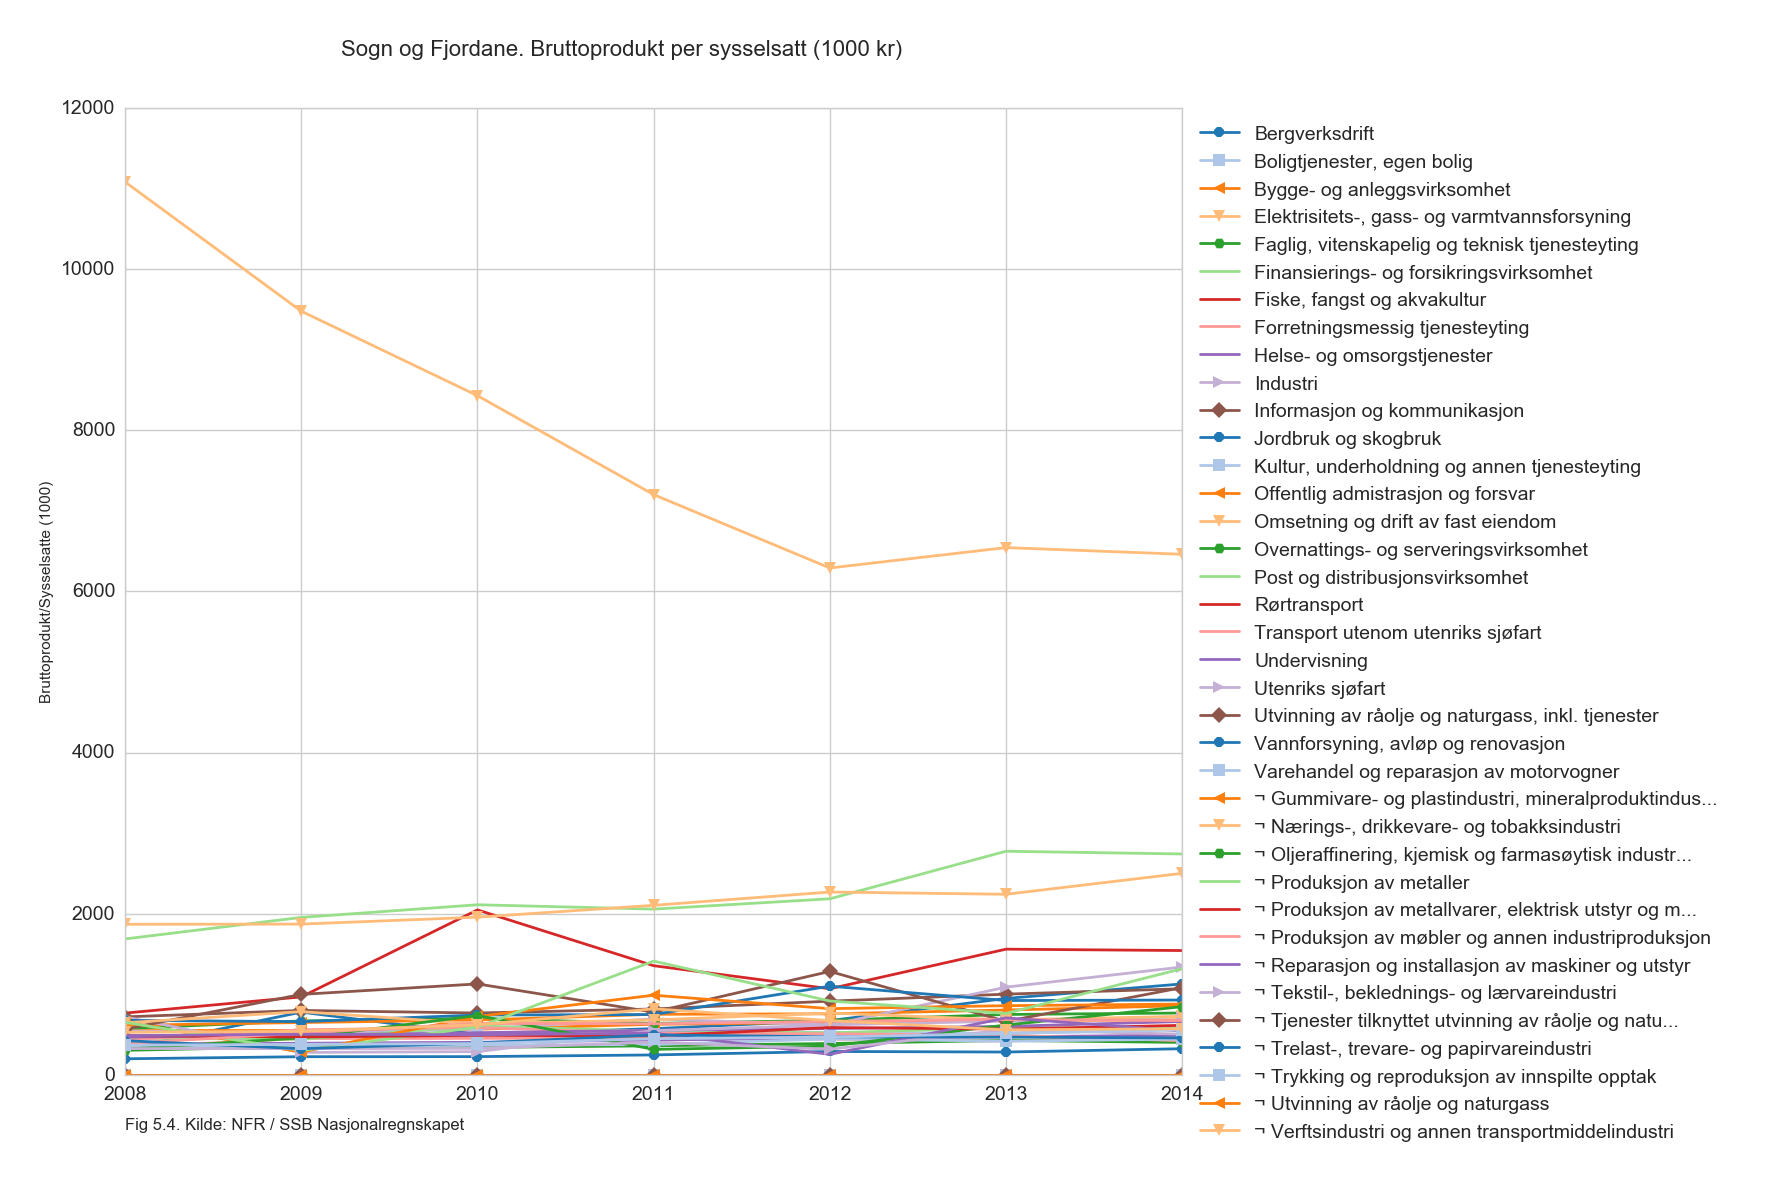 Sogn og Fjordane. Bruttoprodukt per sysselsatt (1000 kr)
12000
10000
8000
6000
4000
2000
0
Bruttoprodukt/Sysselsatte (1000)
2008 2009 2010 2011 2012 2013 2014
Bergverksdrift
Boligtjenester, egen bolig
Bygge- og anleggsvirksomhet
Elektrisitets-, gass- og varmtvannsforsyning
Faglig, vitenskapelig og teknisk tjenesteyting
Finansierings- og forsikringsvirksomhet
Fiske, fangst og akvakultur
Forretningsmessig tjenesteyting
Helse- og omsorgstjenester
Industri
Informasjon og kommunikasjon
Jordbruk og skogbruk
Kultur, underholdning og annen tjenesteyting
Offentlig admistrasjon og forsvar
Omsetning og drift av fast eiendom
Overnattings- og serveringsvirksomhet
Post og distribusjonsvirksomhet
Rørtransport
Transport utenom utenriks sjøfart
Undervisning
Utenriks sjøfart
Utvinning av råolje og naturgass, inkl. tjenester
Vannforsyning, avløp og renovasjon
Varehandel og reparasjon av motorvogner
¬ Gummivare- og plastindustri, mineralproduktindus...
¬ Nærings-, drikkevare- og tobakksindustri
¬ Oljeraffinering, kjemisk og farmasøytisk industr...
¬ Produksjon av metaller
¬ Produksjon av metallvarer, elektrisk utstyr og m...
¬ Produksjon av møbler og annen industriproduksjon
¬ Reparasjon og installasjon av maskiner og utstyr
¬ Tekstil-, beklednings- og lærvareindustri
¬ Tjenester tilknyttet utvinning av råolje og natu...
¬ Trelast-, trevare- og papirvareindustri
¬ Trykking og reproduksjon av innspilte opptak
¬ Utvinning av råolje og naturgass
¬ Verftsindustri og annen transportmiddelindustri
Fig 5.4. Kilde: NFR / SSB Nasjonalregnskapet